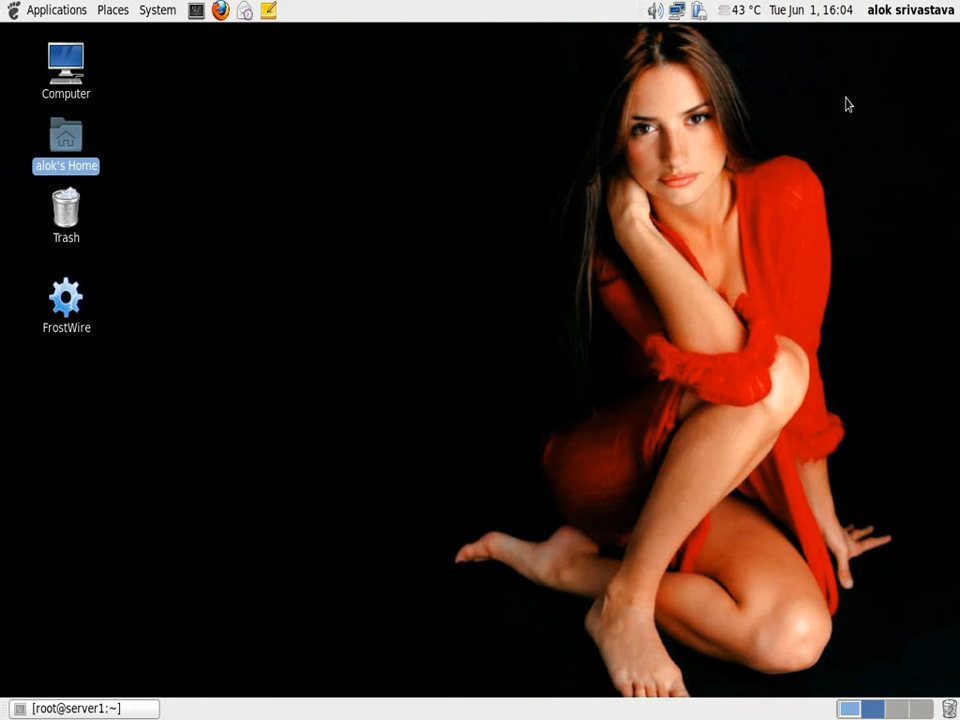 Applications Places System 43 °C Tue Jun 1, 16:04 alok srivastava
Computer
alok's Home
Trash
FrostWire
[root@server1:~]